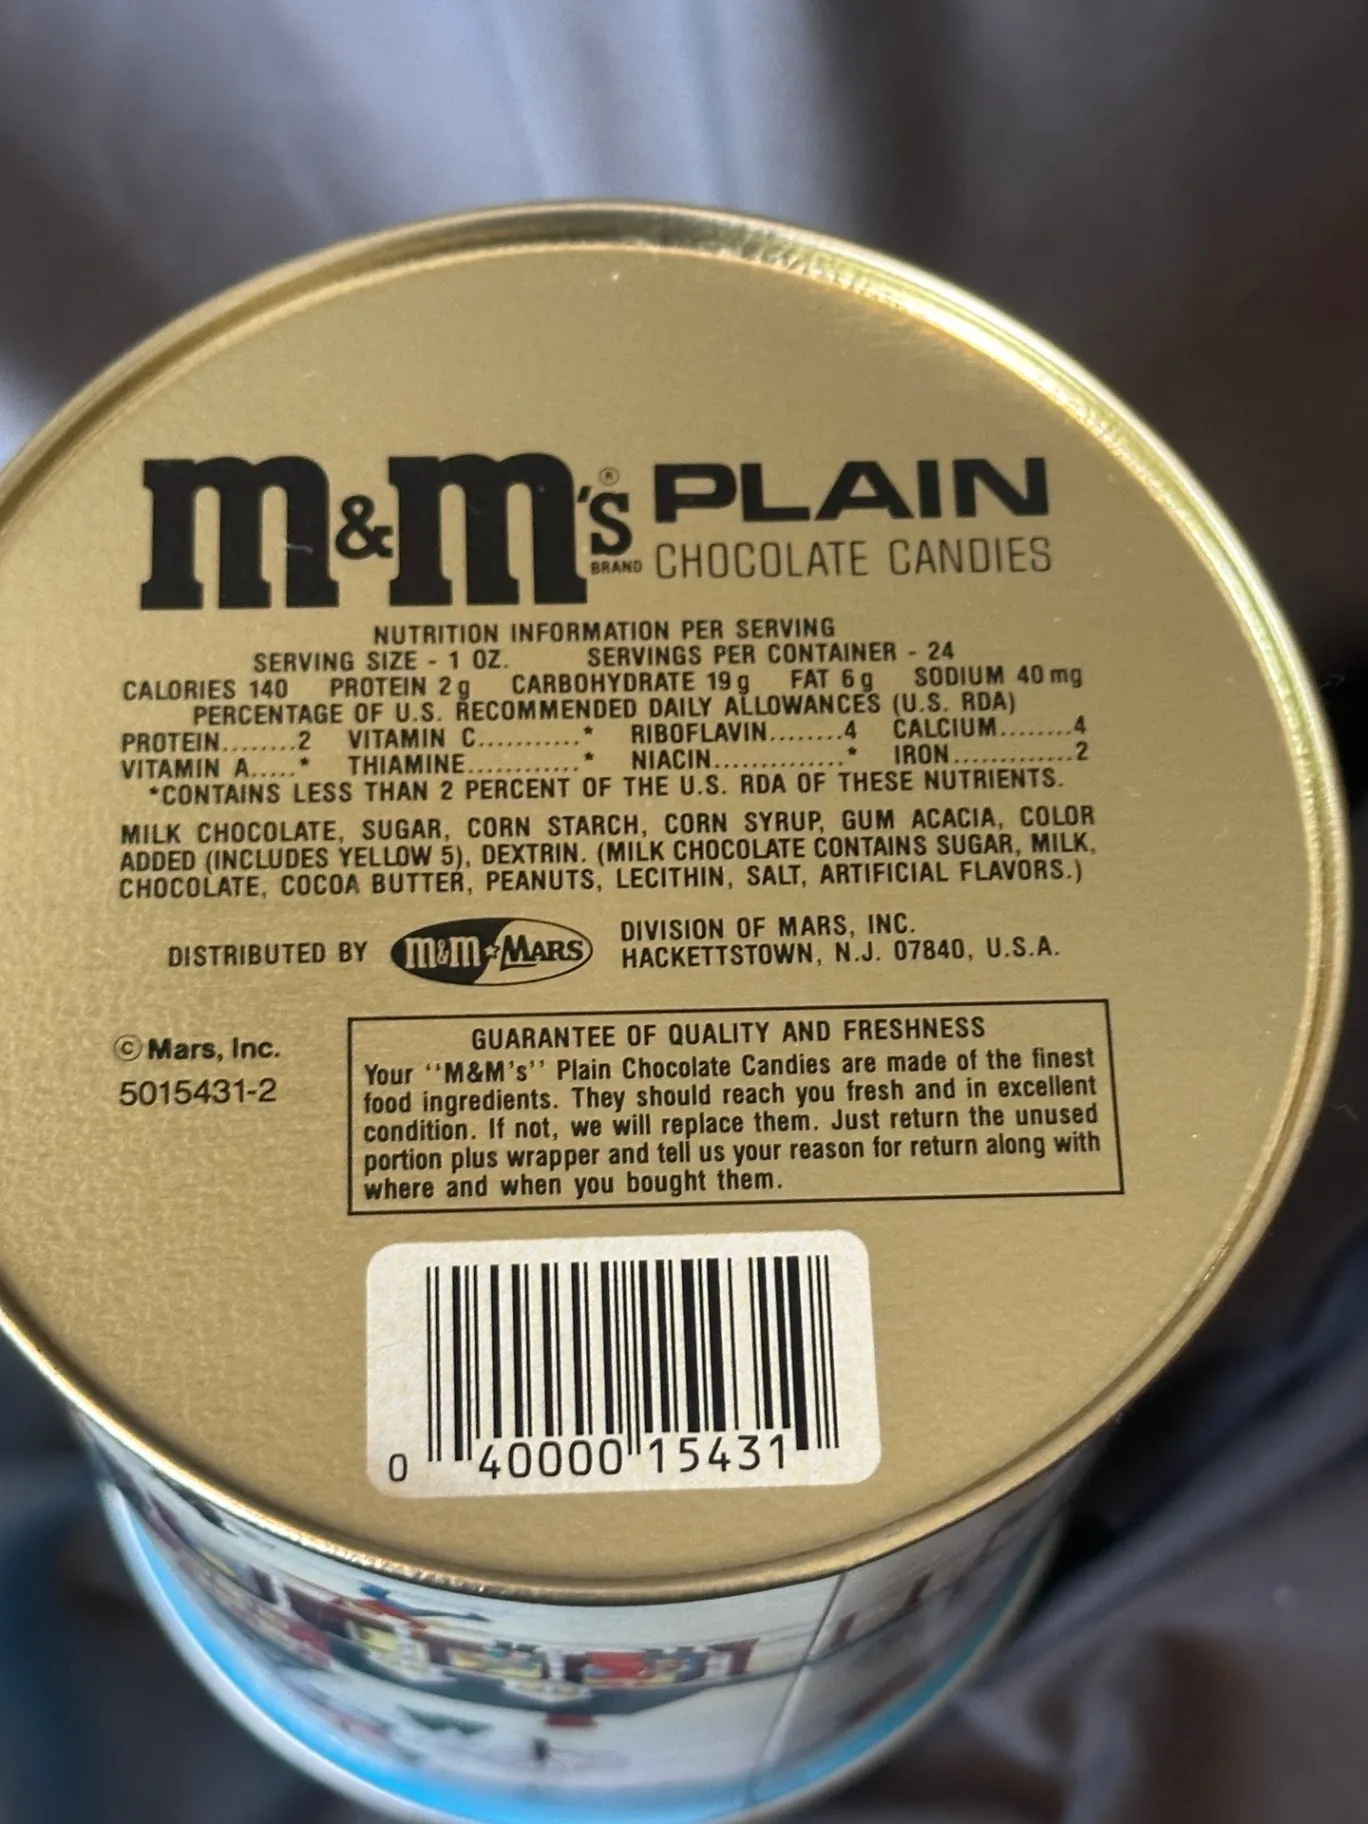 m&m's® BRAND PLAIN
CHOCOLATE CANDIES
NUTRITION INFORMATION PER SERVING
SERVING SIZE - 1 OZ. SERVINGS PER CONTAINER - 24
CALORIES 140 PROTEIN 2g CARBOHYDRATE 19g FAT 6g SODIUM 40mg
PERCENTAGE OF U.S. RECOMMENDED DAILY ALLOWANCES (U.S. RDA)
PROTEIN........2 VITAMIN C...........* RIBOFLAVIN........4 CALCIUM........4
VITAMIN A.....* THIAMINE............* NIACIN..............* IRON.............2
*CONTAINS LESS THAN 2 PERCENT OF THE U.S. RDA OF THESE NUTRIENTS.
MILK CHOCOLATE, SUGAR, CORN STARCH, CORN SYRUP, GUM ACACIA, COLOR
ADDED (INCLUDES YELLOW 5), DEXTRIN. (MILK CHOCOLATE CONTAINS SUGAR, MILK,
CHOCOLATE, COCOA BUTTER, PEANUTS, LECITHIN, SALT, ARTIFICIAL FLAVORS.)
DISTRIBUTED BY m&m★MARS DIVISION OF MARS, INC.
HACKETTSTOWN, N.J. 07840, U.S.A.
©Mars, Inc.
5015431-2
GUARANTEE OF QUALITY AND FRESHNESS
Your "M&M's" Plain Chocolate Candies are made of the finest
food ingredients. They should reach you fresh and in excellent
condition. If not, we will replace them. Just return the unused
portion plus wrapper and tell us your reason for return along with
where and when you bought them.
0 40000 15431